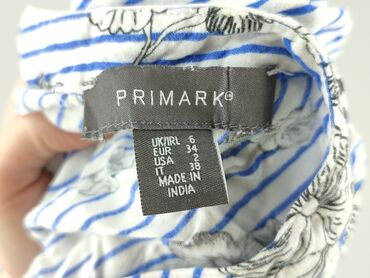 PRIMARK®
UK/IRL 6
EUR 34
USA 2
IT 38
MADE IN
INDIA